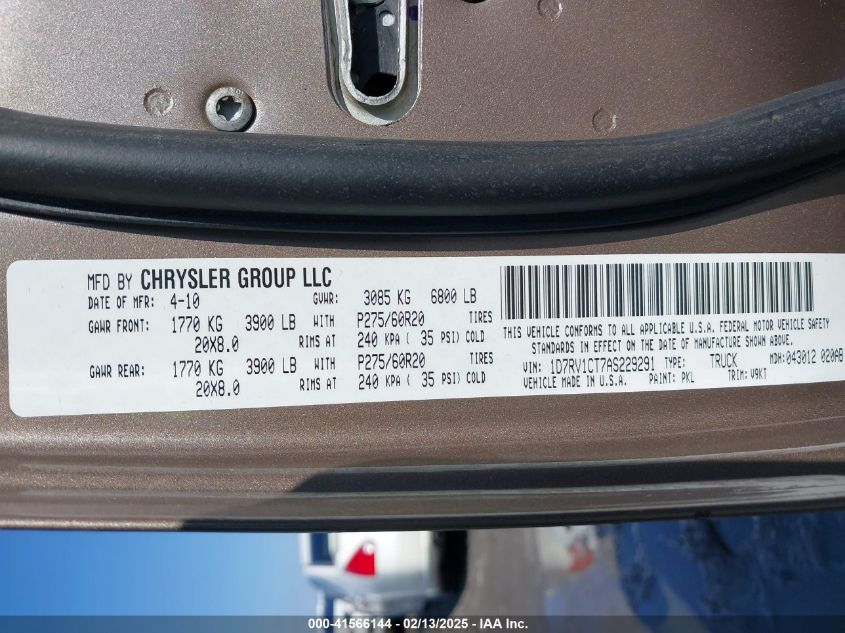 MFD BY CHRYSLER GROUP LLC
DATE OF MFR: 4-10 GVWR: 3085 KG 6800 LB
GAWR FRONT: 1770 KG 3900 LB WITH P275/60R20 TIRES
20X8.0 RIMS AT 240 KPA ( 35 PSI) COLD
GAWR REAR: 1770 KG 3900 LB WITH P275/60R20 TIRES
20X8.0 RIMS AT 240 KPA ( 35 PSI) COLD
THIS VEHICLE CONFORMS TO ALL APPLICABLE U.S.A. FEDERAL MOTOR VEHICLE SAFETY
STANDARDS IN EFFECT ON THE DATE OF MANUFACTURE SHOWN ABOVE.
VIN: 1D7RV1CT7AS229291 TYPE: TRUCK MDH: 043012 020AB
VEHICLE MADE IN U.S.A. PAINT: PKL TRIM: V9KT
000-41566144 - 02/13/2025 - IAA Inc.